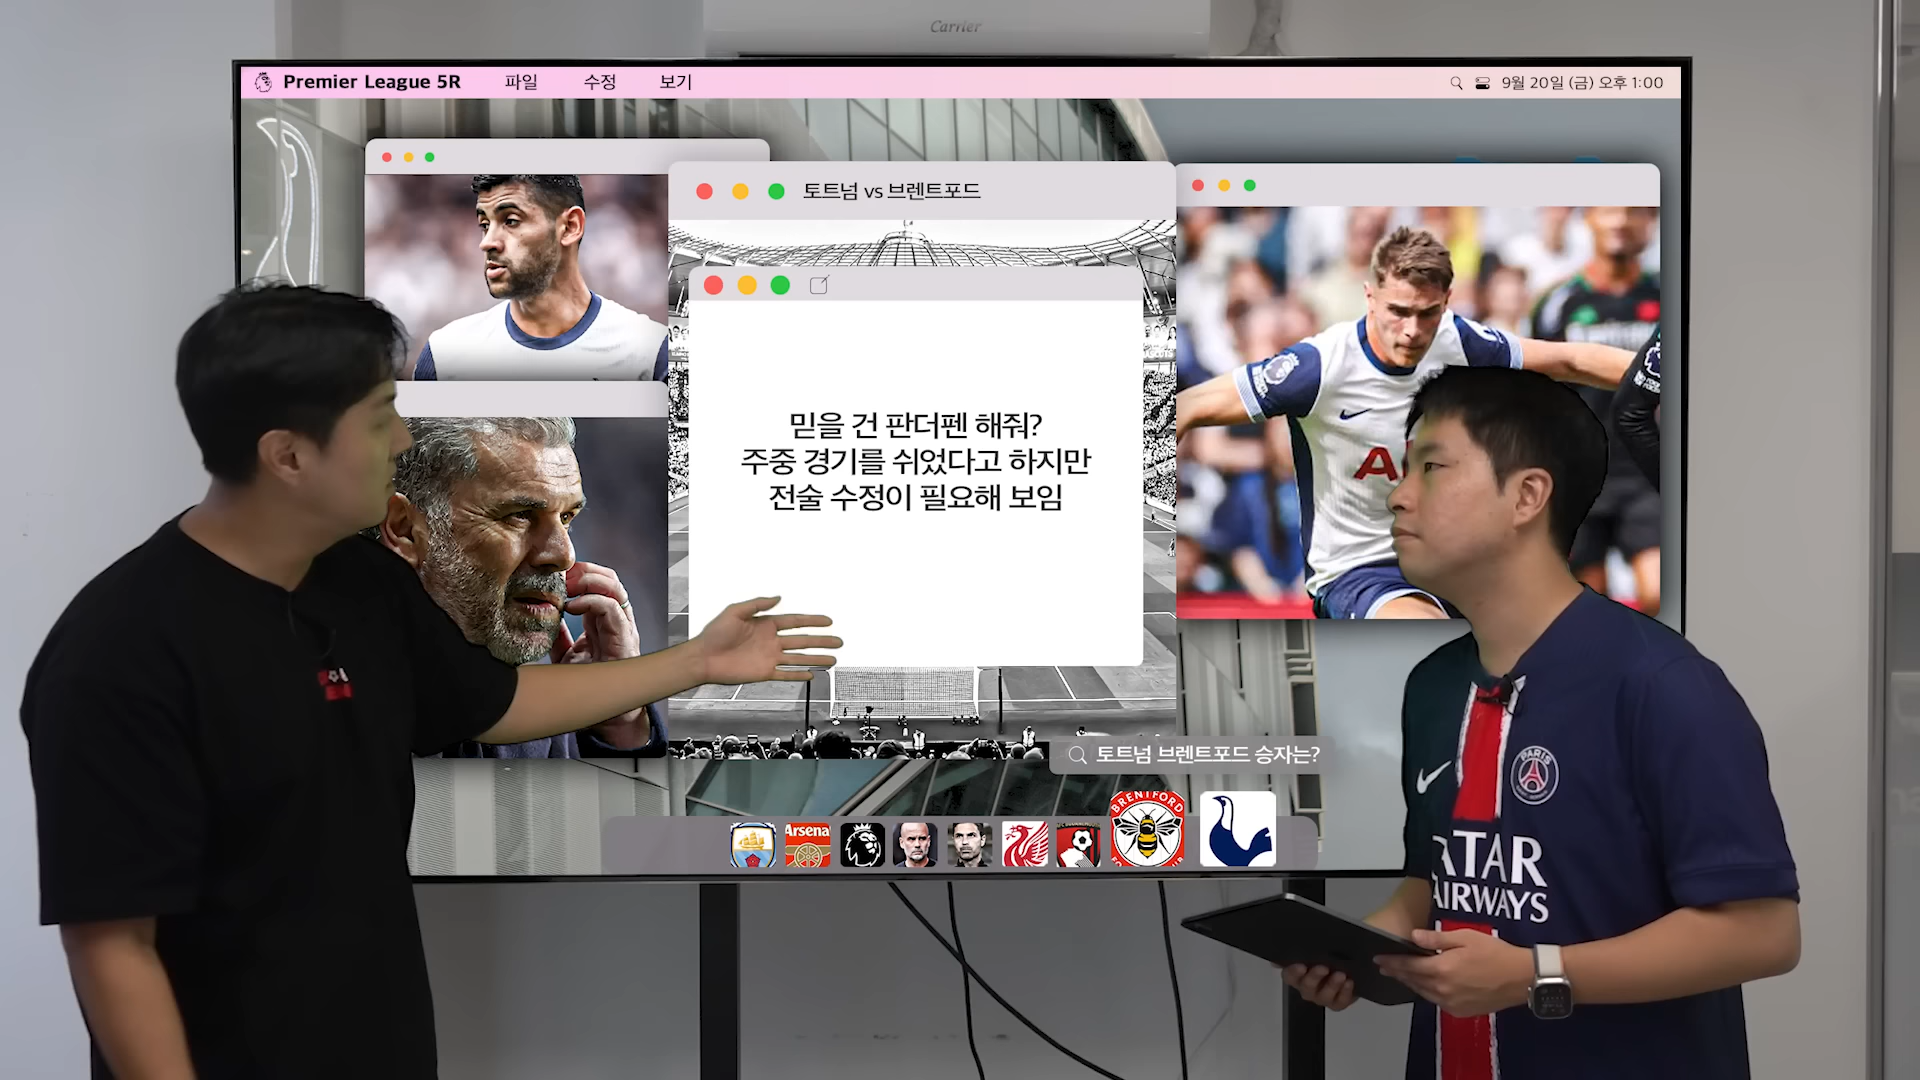 Carrier
Premier League 5R 파일 수정 보기
9월 20일 (금) 오후 1:00
토트넘 vs 브렌트포드
믿을 건 판더펜 해줘?
주중 경기를 쉬었다고 하지만
전술 수정이 필요해 보임
토트넘 브렌트포드 승자는?
Arsenal
BRENTFORD
PARIS
ATAR
AIRWAYS